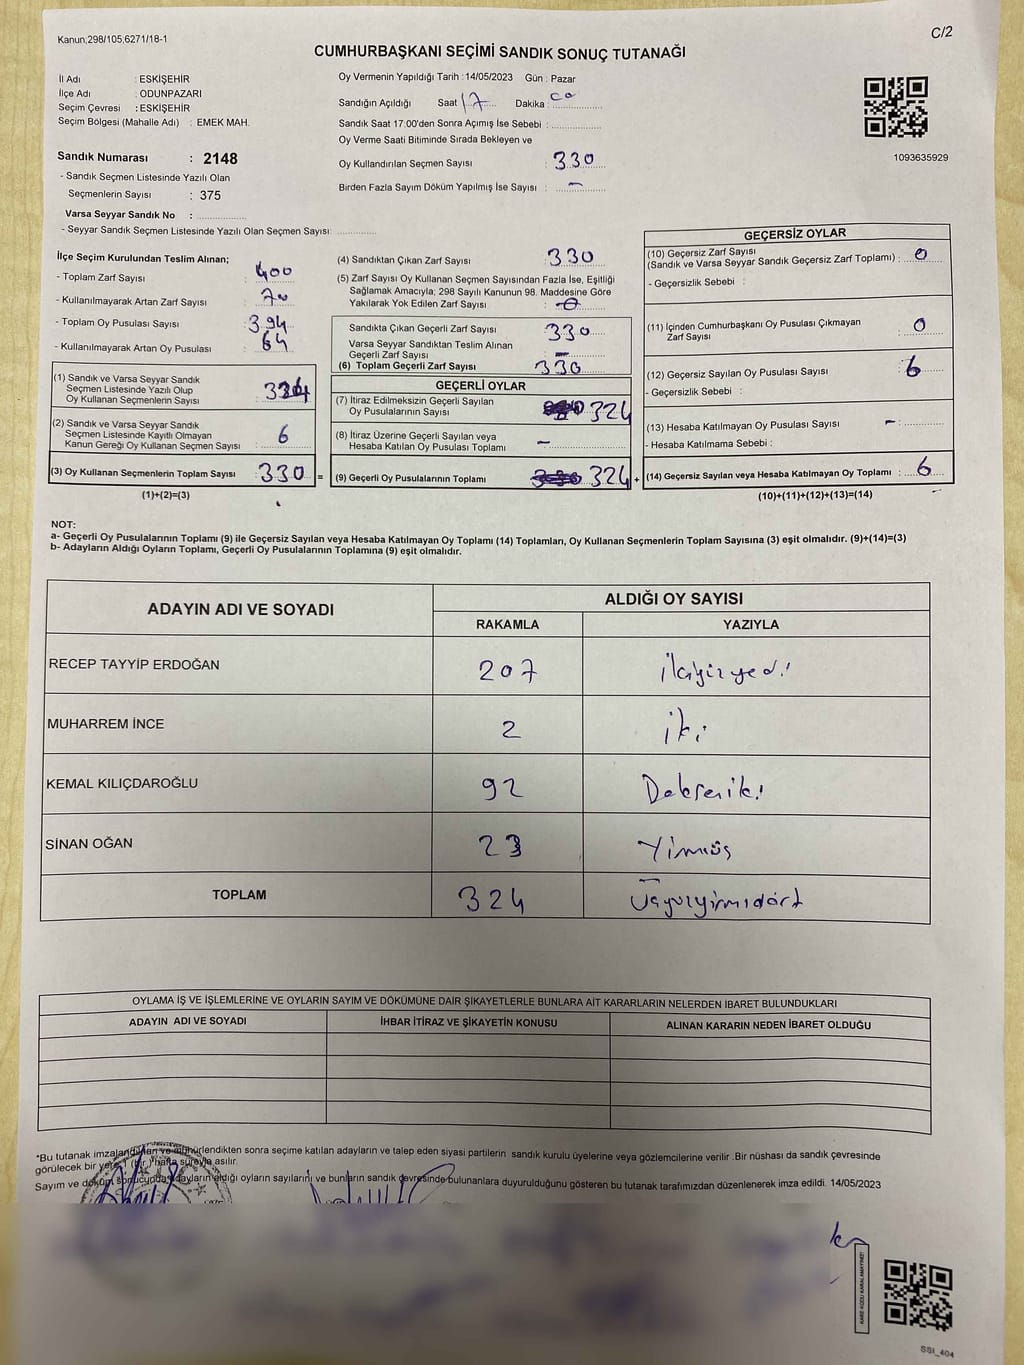 Kanun;298/105;6271/18-1
C/2
CUMHURBAŞKANI SEÇİMİ SANDIK SONUÇ TUTANAĞI
İl Adı : ESKİŞEHİR
İlçe Adı : ODUNPAZARI
Seçim Çevresi : ESKİŞEHİR
Seçim Bölgesi (Mahalle Adı) : EMEK MAH.
Sandık Numarası : 2148
- Sandık Seçmen Listesinde Yazılı Olan
Seçmenlerin Sayısı : 375
Varsa Seyyar Sandık No :
- Seyyar Sandık Seçmen Listesinde Yazılı Olan Seçmen Sayısı:
Oy Vermenin Yapıldığı Tarih : 14/05/2023 Gün : Pazar
Sandığın Açıldığı Saat 17 Dakika 00
Sandık Saat 17:00'den Sonra Açımış İse Sebebi :
Oy Verme Saati Bitiminde Sırada Bekleyen ve
Oy Kullandırılan Seçmen Sayısı : 330
Birden Fazla Sayım Döküm Yapılmış İse Sayısı : -
1093635929
İlçe Seçim Kurulundan Teslim Alınan;
- Toplam Zarf Sayısı : 400
- Kullanılmayarak Artan Zarf Sayısı : 70
- Toplam Oy Pusulası Sayısı : 394
- Kullanılmayarak Artan Oy Pusulası : 64
(1) Sandık ve Varsa Seyyar Sandık
Seçmen Listesinde Yazılı Olup
Oy Kullanan Seçmenlerin Sayısı : 324
(2) Sandık ve Varsa Seyyar Sandık
Seçmen Listesinde Kayıtlı Olmayan
Kanun Gereği Oy Kullanan Seçmen Sayısı : 6
(3) Oy Kullanan Seçmenlerin Toplam Sayısı : 330 =
(1)+(2)=(3)
(4) Sandıktan Çıkan Zarf Sayısı : 330
(5) Zarf Sayısı Oy Kullanan Seçmen Sayısından Fazla İse, Eşitliği
Sağlamak Amacıyla; 298 Sayılı Kanunun 98. Maddesine Göre
Yakılarak Yok Edilen Zarf Sayısı : 0
Sandıkta Çıkan Geçerli Zarf Sayısı : 330
Varsa Seyyar Sandıktan Teslim Alınan
Geçerli Zarf Sayısı : -
(6) Toplam Geçerli Zarf Sayısı : 330
GEÇERLİ OYLAR
(7) İtiraz Edilmeksizin Geçerli Sayılan
Oy Pusulalarının Sayısı : 324
(8) İtiraz Üzerine Geçerli Sayılan veya
Hesaba Katılan Oy Pusulası Toplamı : -
(9) Geçerli Oy Pusulalarının Toplamı : 324 +
GEÇERSİZ OYLAR
(10) Geçersiz Zarf Sayısı
(Sandık ve Varsa Seyyar Sandık Geçersiz Zarf Toplamı) : 0
- Geçersizlik Sebebi :
(11) İçinden Cumhurbaşkanı Oy Pusulası Çıkmayan
Zarf Sayısı : 0
(12) Geçersiz Sayılan Oy Pusulası Sayısı : 6
- Geçersizlik Sebebi :
(13) Hesaba Katılmayan Oy Pusulası Sayısı : -
- Hesaba Katılmama Sebebi :
(14) Geçersiz Sayılan veya Hesaba Katılmayan Oy Toplamı : 6
(10)+(11)+(12)+(13)=(14)
NOT:
a- Geçerli Oy Pusulalarının Toplamı (9) ile Geçersiz Sayılan veya Hesaba Katılmayan Oy Toplamı (14) Toplamları, Oy Kullanan Seçmenlerin Toplam Sayısına (3) eşit olmalıdır. (9)+(14)=(3)
b- Adayların Aldığı Oyların Toplamı, Geçerli Oy Pusulalarının Toplamına (9) eşit olmalıdır.
ADAYIN ADI VE SOYADI
ALDIĞI OY SAYISI
RAKAMLA YAZIYLA
RECEP TAYYİP ERDOĞAN 207 ikiyüzyedi
MUHARREM İNCE 2 iki
KEMAL KILIÇDAROĞLU 92 Doksaniki
SİNAN OĞAN 23 Yirmiüç
TOPLAM 324 Üçyüzyirmidört
OYLAMA İŞ VE İŞLEMLERİNE VE OYLARIN SAYIM VE DÖKÜMÜNE DAİR ŞİKAYETLERLE BUNLARA AİT KARARLARIN NELERDEN İBARET BULUNDUKLARI
ADAYIN ADI VE SOYADI İHBAR İTİRAZ VE ŞİKAYETİN KONUSU ALINAN KARARIN NEDEN İBARET OLDUĞU
*Bu tutanak imzalandıktan ve mühürlendikten sonra seçime katılan adayların ve talep eden siyasi partilerin sandık kurulu üyelerine veya gözlemcilerine verilir .Bir nüshası da sandık çevresinde
görülecek bir yere 1 (bir) hafta süreyle asılır.
Sayım ve döküm sonucunda adayların aldığı oyların sayılarını ve bunların sandık çevresinde bulunanlara duyurulduğunu gösteren bu tutanak tarafımızdan düzenlenerek imza edildi. 14/05/2023
KARE KODU KARALAMAYINIZ!
SSI_404